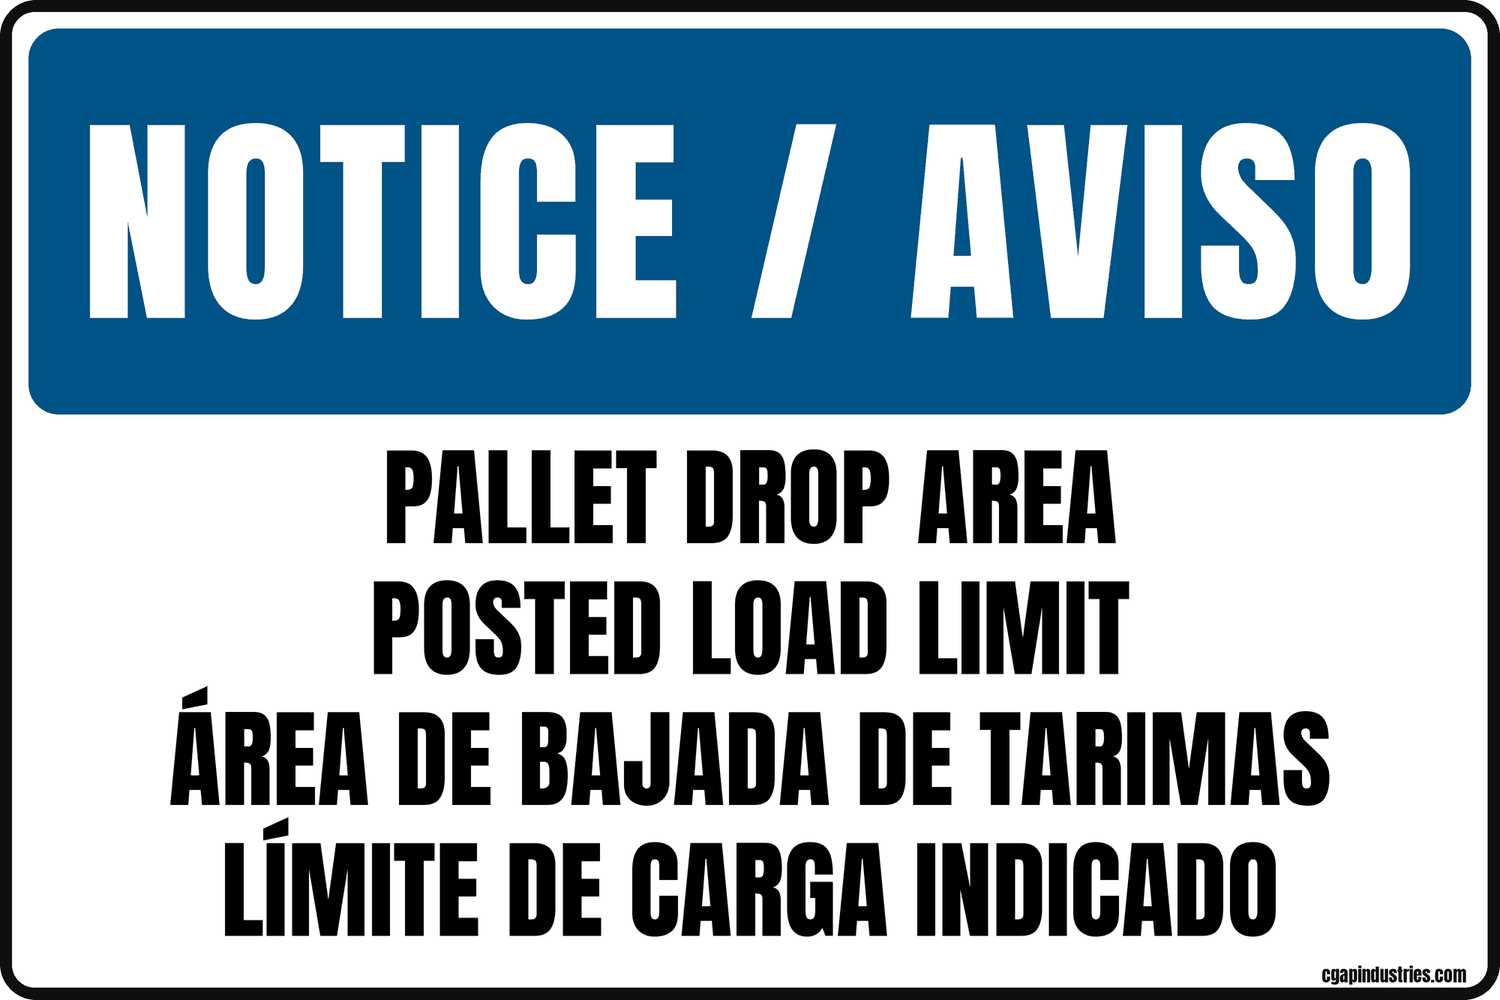 NOTICE / AVISO
PALLET DROP AREA
POSTED LOAD LIMIT
ÁREA DE BAJADA DE TARIMAS
LÍMITE DE CARGA INDICADO
cgapindustries.com